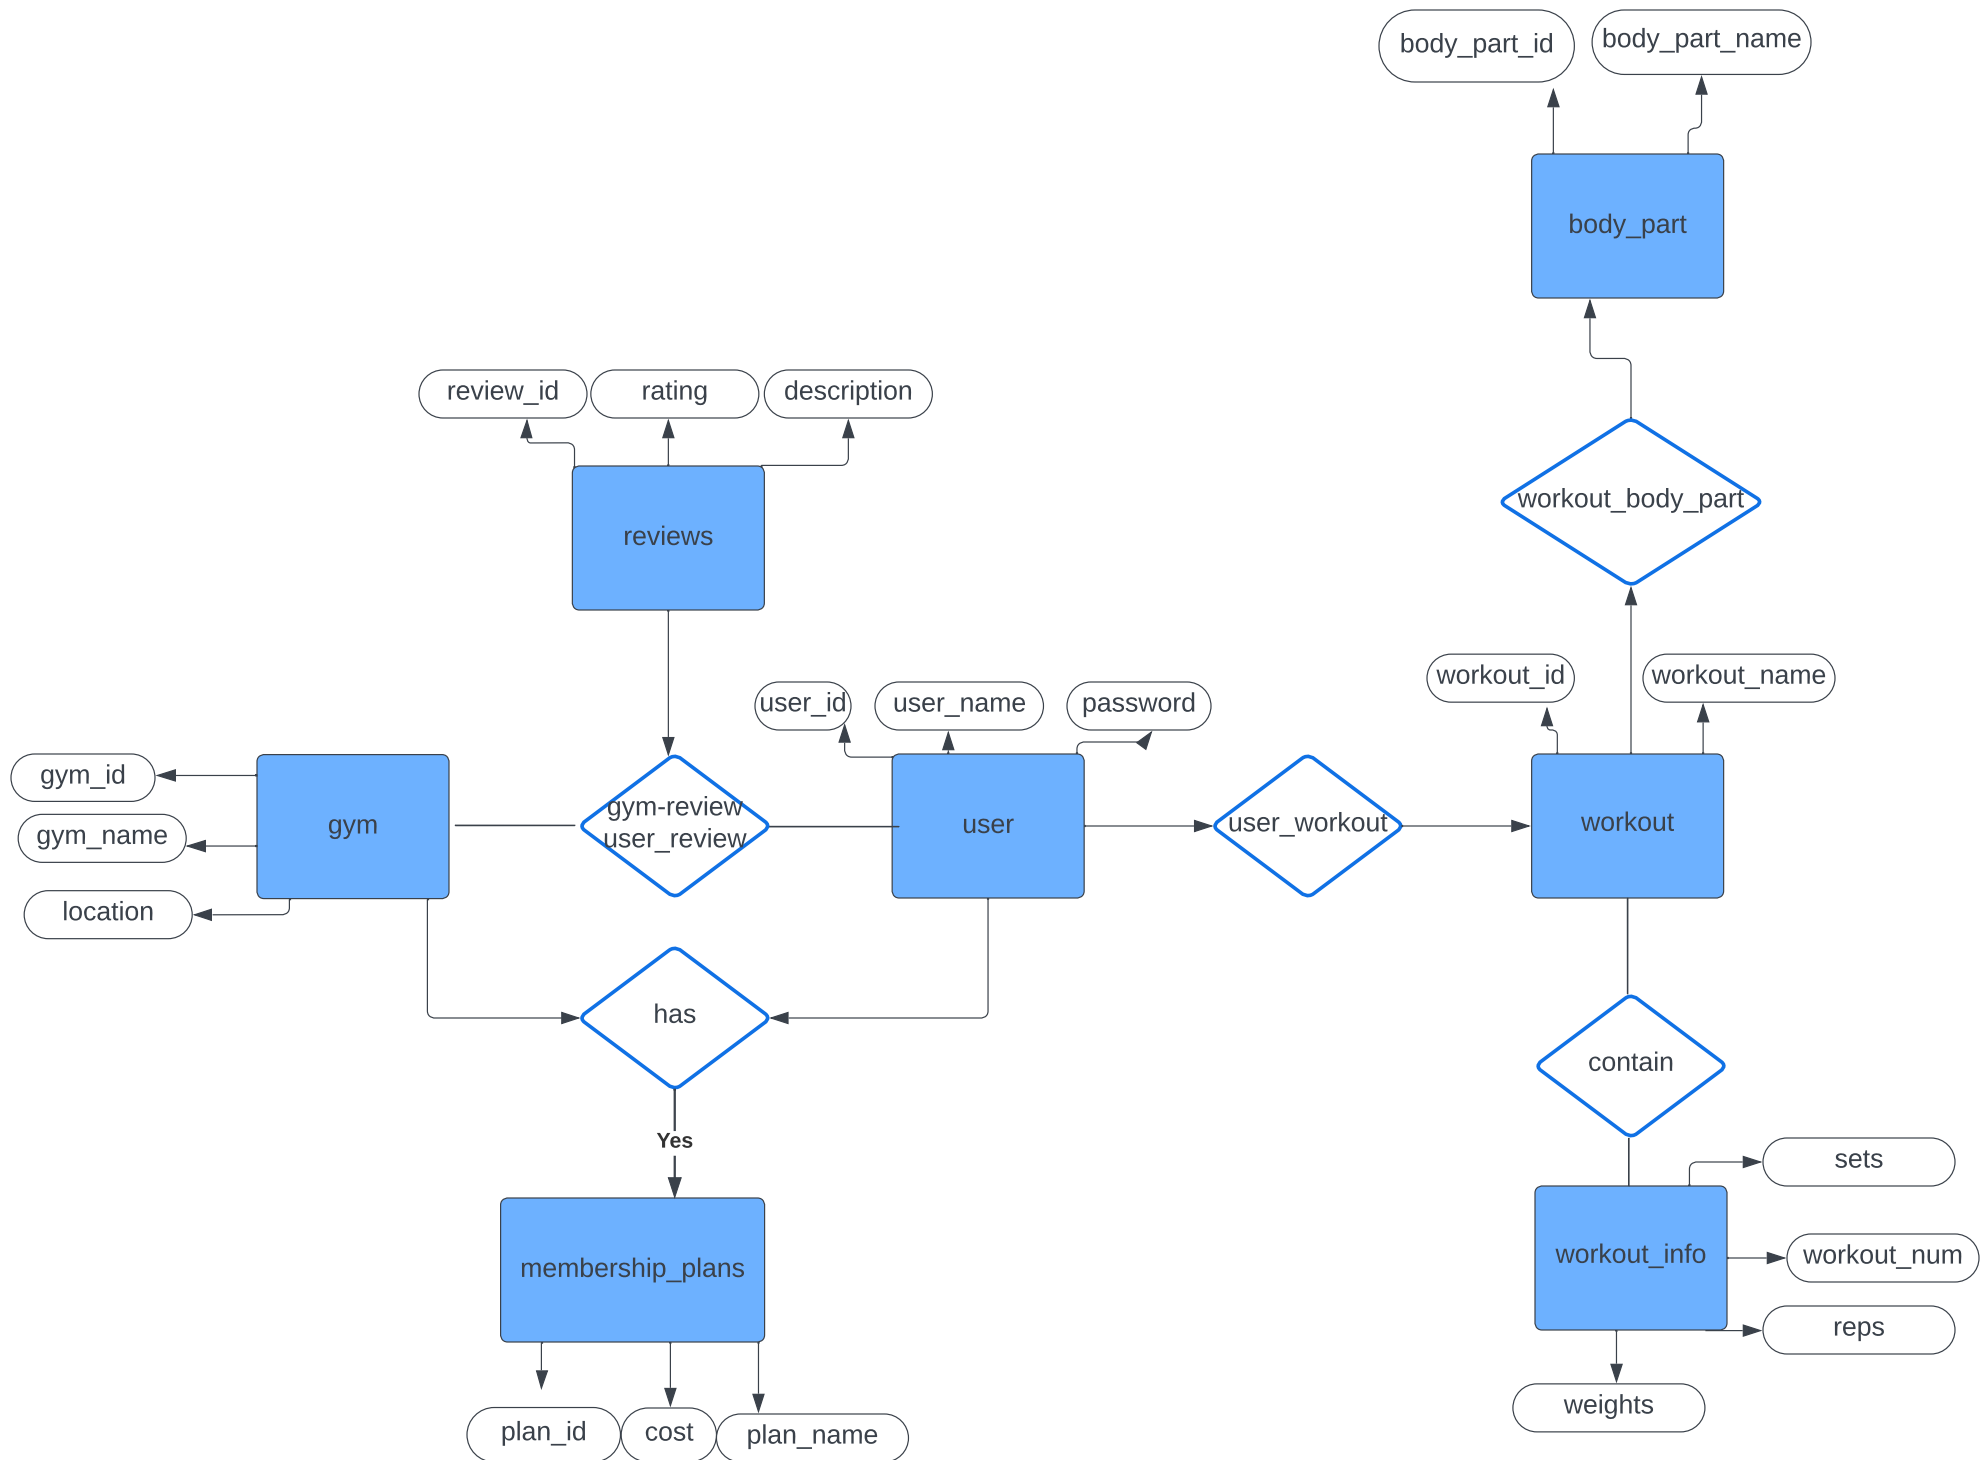 body_part_id
body_part_name
body_part
workout_body_part
review_id
rating
description
reviews
user_id
user_name
password
workout_id
workout_name
gym_id
gym_name
location
gym
gym-review
user_review
user
user_workout
workout
has
contain
Yes
membership_plans
sets
workout_info
workout_num
reps
weights
plan_id
cost
plan_name